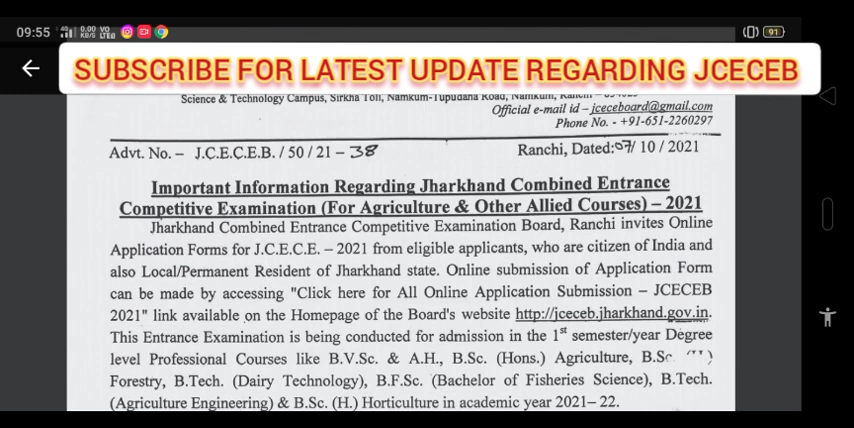 09:55 4G 0.00 KB/S VO LTE 91
SUBSCRIBE FOR LATEST UPDATE REGARDING JCECEB
Science & Technology Campus, Sirkha Toli, Namkum-Tupudana Road, Namkum, Ranchi –
Official e-mail id – jceceboard@gmail.com
Phone No. - +91-651-2260297
Advt. No. – J.C.E.C.E.B. / 50 / 21 – 38
Ranchi, Dated:07/ 10 / 2021
Important Information Regarding Jharkhand Combined Entrance
Competitive Examination (For Agriculture & Other Allied Courses) – 2021
Jharkhand Combined Entrance Competitive Examination Board, Ranchi invites Online
Application Forms for J.C.E.C.E. – 2021 from eligible applicants, who are citizen of India and
also Local/Permanent Resident of Jharkhand state. Online submission of Application Form
can be made by accessing "Click here for All Online Application Submission – JCECEB
2021" link available on the Homepage of the Board's website http://jceceb.jharkhand.gov.in.
This Entrance Examination is being conducted for admission in the 1st semester/year Degree
level Professional Courses like B.V.Sc. & A.H., B.Sc. (Hons.) Agriculture, B.Sc
Forestry, B.Tech. (Dairy Technology), B.F.Sc. (Bachelor of Fisheries Science), B.Tech.
(Agriculture Engineering) & B.Sc. (H.) Horticulture in academic year 2021– 22.